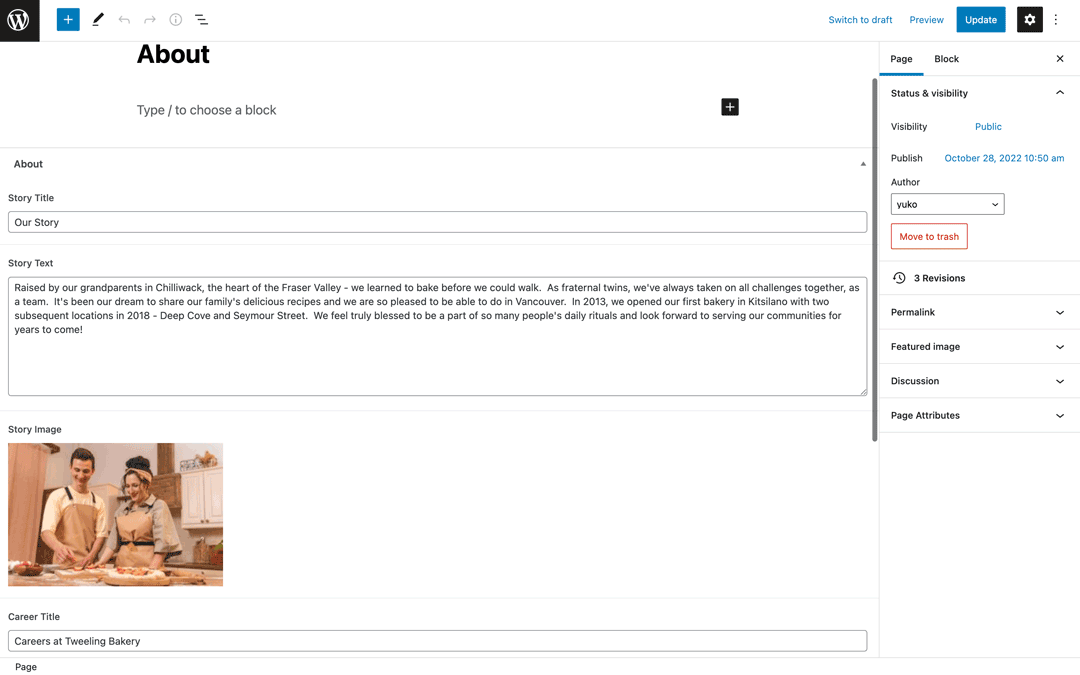 Switch to draft Preview Update
About
Type / to choose a block
About
Story Title
Our Story
Story Text
Raised by our grandparents in Chilliwack, the heart of the Fraser Valley - we learned to bake before we could walk.  As fraternal twins, we've always taken on all challenges together, as
a team.  It's been our dream to share our family's delicious recipes and we are so pleased to be able to do in Vancouver.  In 2013, we opened our first bakery in Kitsilano with two
subsequent locations in 2018 - Deep Cove and Seymour Street.  We feel truly blessed to be a part of so many people's daily rituals and look forward to serving our communities for
years to come!
Story Image
Career Title
Careers at Tweeling Bakery
Page
Page Block
Status & visibility
Visibility Public
Publish October 28, 2022 10:50 am
Author
yuko
Move to trash
3 Revisions
Permalink
Featured image
Discussion
Page Attributes